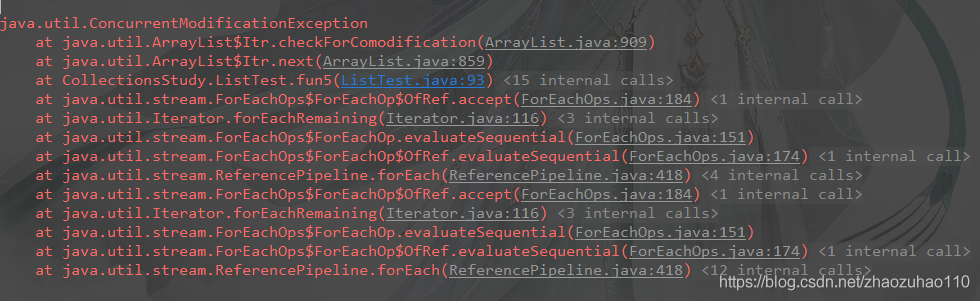 java.util.ConcurrentModificationException
at java.util.ArrayList$Itr.checkForComodification(ArrayList.java:909)
at java.util.ArrayList$Itr.next(ArrayList.java:859)
at CollectionsStudy.ListTest.fun5(ListTest.java:93) <15 internal calls>
at java.util.stream.ForEachOps$ForEachOp$OfRef.accept(ForEachOps.java:184) <1 internal call>
at java.util.Iterator.forEachRemaining(Iterator.java:116) <3 internal calls>
at java.util.stream.ForEachOps$ForEachOp.evaluateSequential(ForEachOps.java:151)
at java.util.stream.ForEachOps$ForEachOp$OfRef.evaluateSequential(ForEachOps.java:174) <1 internal call>
at java.util.stream.ReferencePipeline.forEach(ReferencePipeline.java:418) <4 internal calls>
at java.util.stream.ForEachOps$ForEachOp$OfRef.accept(ForEachOps.java:184) <1 internal call>
at java.util.Iterator.forEachRemaining(Iterator.java:116) <3 internal calls>
at java.util.stream.ForEachOps$ForEachOp.evaluateSequential(ForEachOps.java:151)
at java.util.stream.ForEachOps$ForEachOp$OfRef.evaluateSequential(ForEachOps.java:174) <1 internal call>
at java.util.stream.ReferencePipeline.forEach(ReferencePipeline.java:418) <12 internal calls>
https://blog.csdn.net/zhaozuhao110